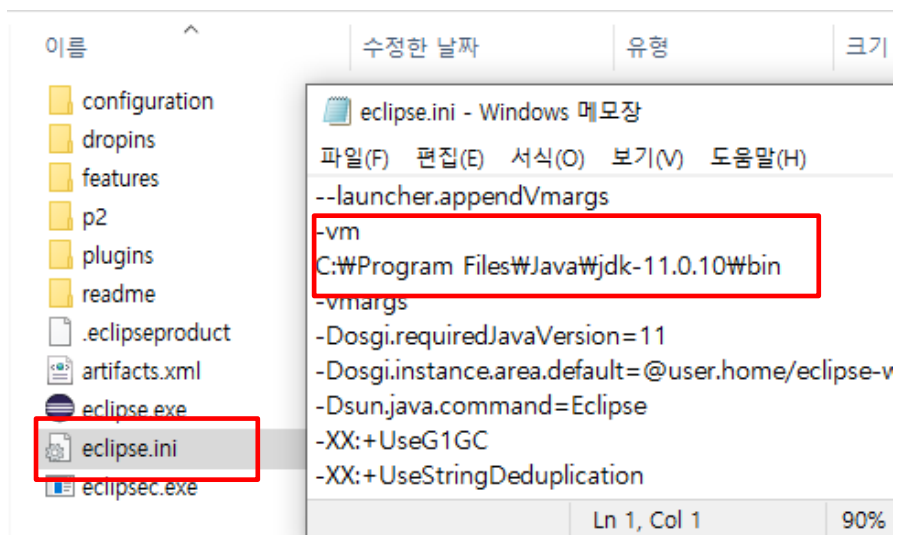 이름 수정한 날짜 유형 크기
configuration
dropins
features
p2
plugins
readme
.eclipseproduct
artifacts.xml
eclipse.exe
eclipse.ini
eclipsec.exe
eclipse.ini - Windows 메모장
파일(F) 편집(E) 서식(O) 보기(V) 도움말(H)
--launcher.appendVmargs
-vm
C:₩Program Files₩Java₩jdk-11.0.10₩bin
-vmargs
-Dosgi.requiredJavaVersion=11
-Dosgi.instance.area.default=@user.home/eclipse-w
-Dsun.java.command=Eclipse
-XX:+UseG1GC
-XX:+UseStringDeduplication
Ln 1, Col 1 90%